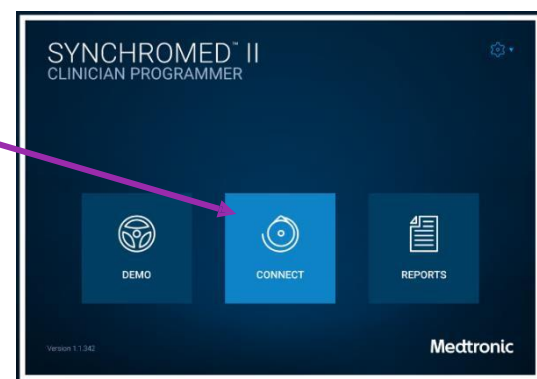 SYNCHROMED™ II
CLINICIAN PROGRAMMER
DEMO
CONNECT
REPORTS
Version 1.1.342
Medtronic